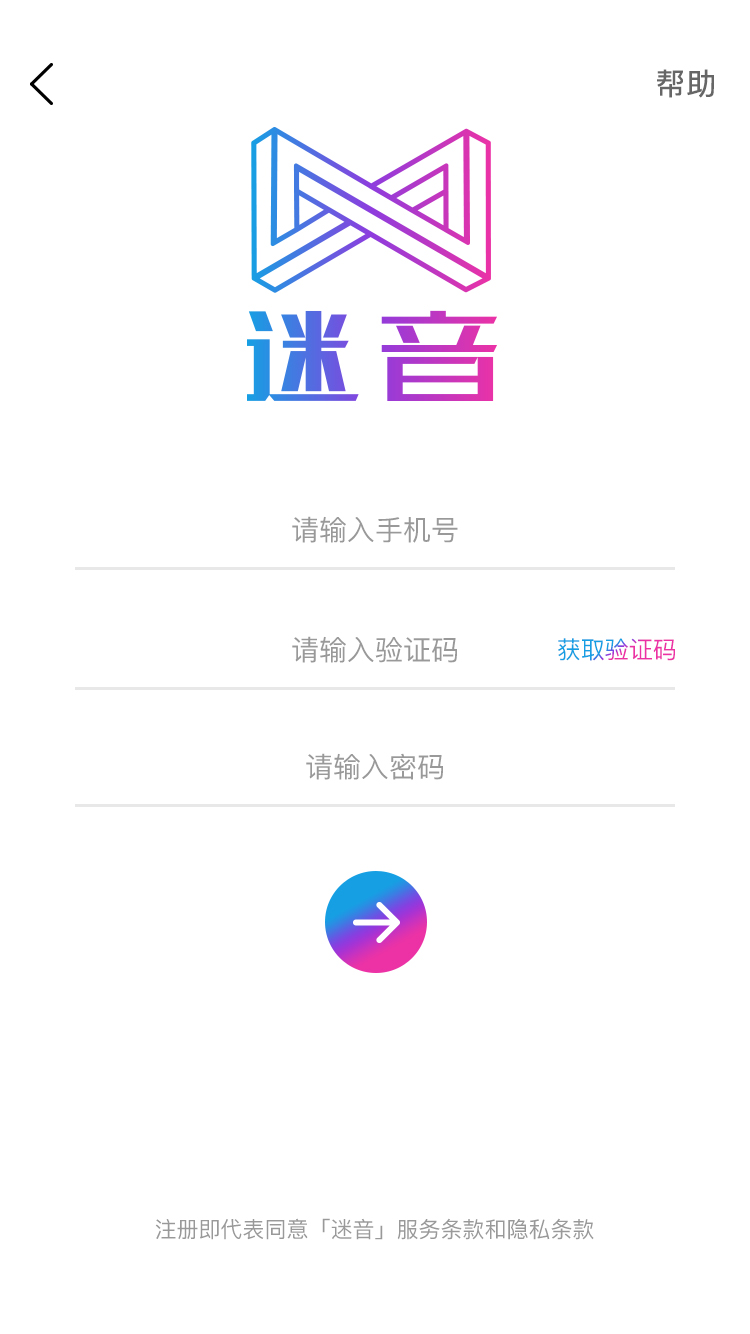 帮助
迷音
请输入手机号
请输入验证码 获取验证码
请输入密码
注册即代表同意「迷音」服务条款和隐私条款